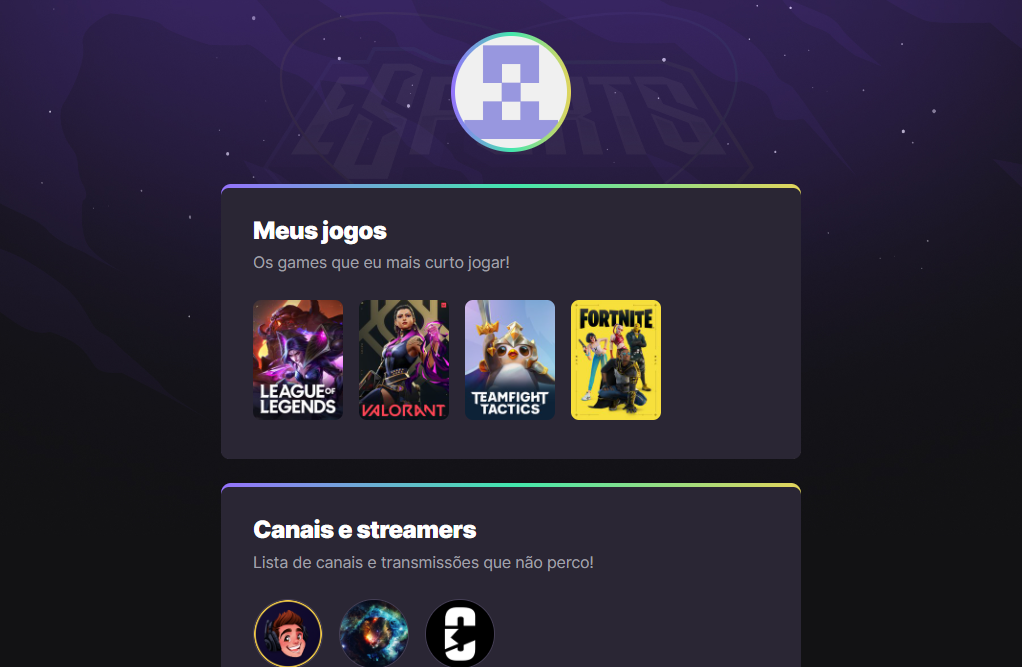 ESPORTS
Meus jogos
Os games que eu mais curto jogar!
LEAGUE OF
LEGENDS
VALORANT
TEAMFIGHT
TACTICS
FORTNITE
Canais e streamers
Lista de canais e transmissões que não perco!